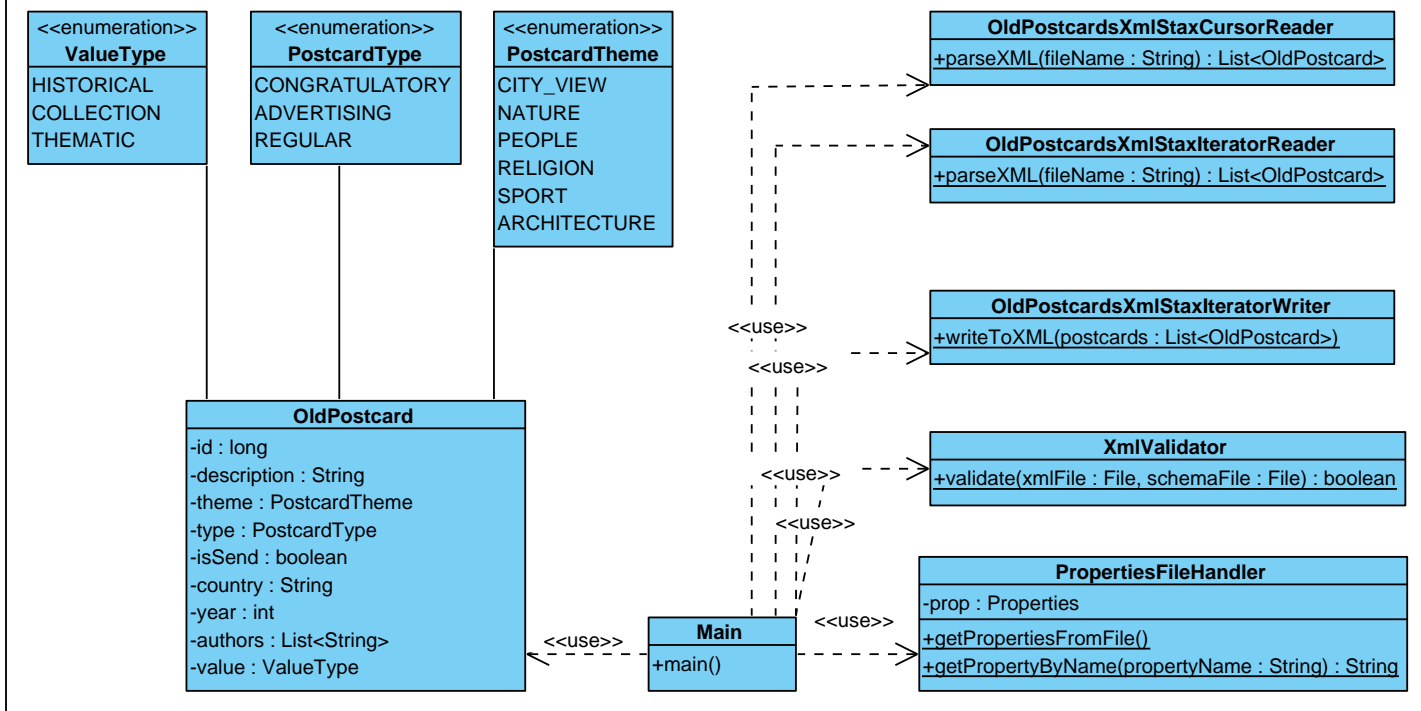 <<enumeration>>
ValueType
HISTORICAL
COLLECTION
THEMATIC
<<enumeration>>
PostcardType
CONGRATULATORY
ADVERTISING
REGULAR
<<enumeration>>
PostcardTheme
CITY_VIEW
NATURE
PEOPLE
RELIGION
SPORT
ARCHITECTURE
OldPostcardsXmlStaxCursorReader
+parseXML(fileName : String) : List<OldPostcard>
OldPostcardsXmlStaxIteratorReader
+parseXML(fileName : String) : List<OldPostcard>
OldPostcardsXmlStaxIteratorWriter
+writeToXML(postcards : List<OldPostcard>)
<<use>>
<<use>>
<<use>>
<<use>>
XmlValidator
+validate(xmlFile : File, schemaFile : File) : boolean
OldPostcard
-id : long
-description : String
-theme : PostcardTheme
-type : PostcardType
-isSend : boolean
-country : String
-year : int
-authors : List<String>
-value : ValueType
<<use>>
Main
+main()
<<use>>
PropertiesFileHandler
-prop : Properties
+getPropertiesFromFile()
+getPropertyByName(propertyName : String) : String